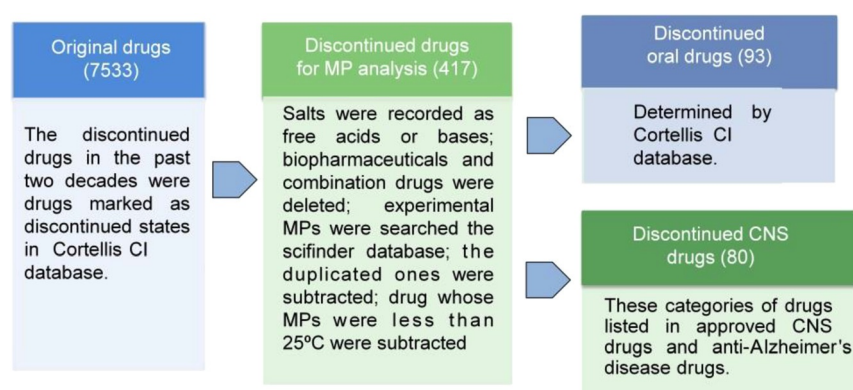 Original drugs
(7533)
The discontinued
drugs in the past
two decades were
drugs marked as
discontinued states
in Cortellis CI
database.
Discontinued drugs
for MP analysis (417)
Salts were recorded as
free acids or bases;
biopharmaceuticals and
combination drugs were
deleted; experimental
MPs were searched the
scifinder database; the
duplicated ones were
subtracted; drug whose
MPs were less than
25ºC were subtracted
Discontinued
oral drugs (93)
Determined by
Cortellis CI
database.
Discontinued CNS
drugs (80)
These categories of drugs
listed in approved CNS
drugs and anti-Alzheimer's
disease drugs.